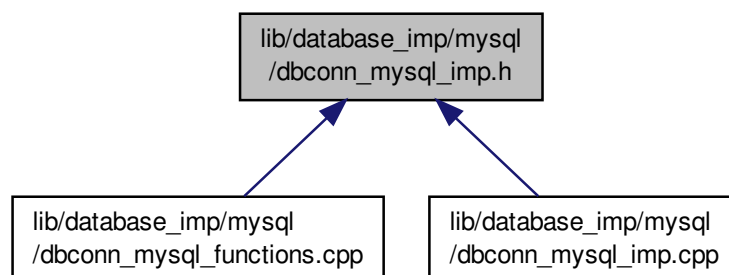 lib/database_imp/mysql
/dbconn_mysql_imp.h
lib/database_imp/mysql
/dbconn_mysql_functions.cpp
lib/database_imp/mysql
/dbconn_mysql_imp.cpp